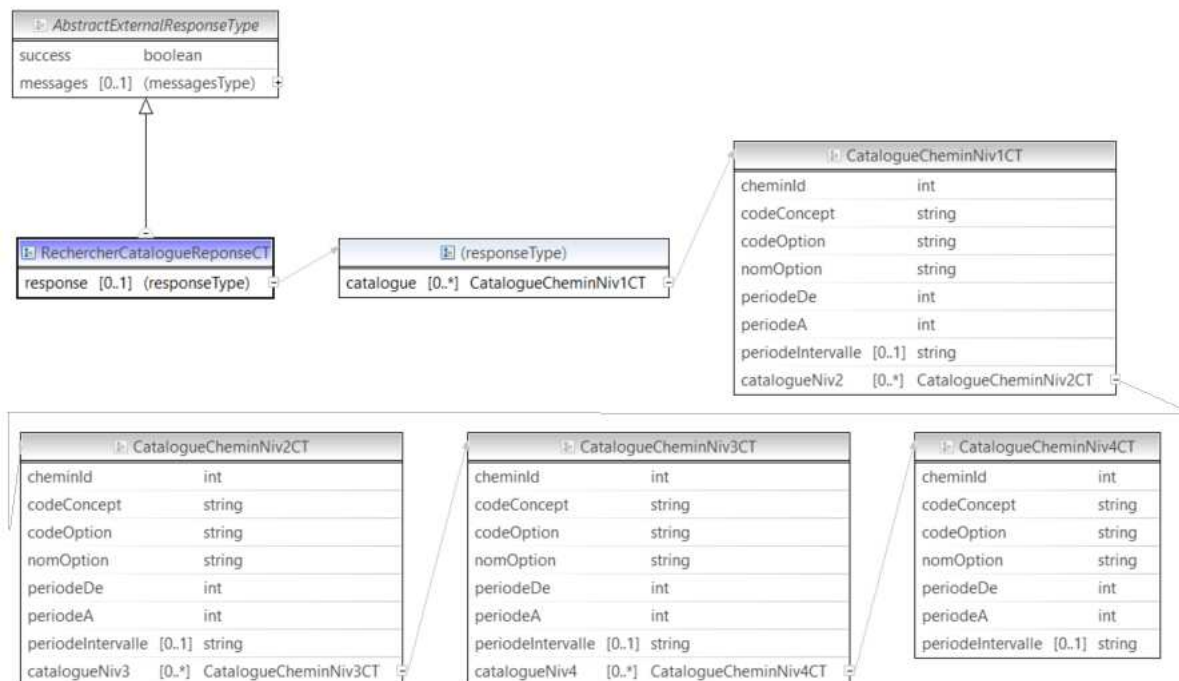 AbstractExternalResponseType
success boolean
messages [0..1] (messagesType)
CatalogueCheminNiv1CT
cheminId int
codeConcept string
codeOption string
nomOption string
periodeDe int
periodeA int
periodeIntervalle [0..1] string
catalogueNiv2 [0..*] CatalogueCheminNiv2CT
RechercherCatalogueReponseCT
response [0..1] (responseType)
(responseType)
catalogue [0..*] CatalogueCheminNiv1CT
CatalogueCheminNiv2CT
cheminId int
codeConcept string
codeOption string
nomOption string
periodeDe int
periodeA int
periodeIntervalle [0..1] string
catalogueNiv3 [0..*] CatalogueCheminNiv3CT
CatalogueCheminNiv3CT
cheminId int
codeConcept string
codeOption string
nomOption string
periodeDe int
periodeA int
periodeIntervalle [0..1] string
catalogueNiv4 [0..*] CatalogueCheminNiv4CT
CatalogueCheminNiv4CT
cheminId int
codeConcept string
codeOption string
nomOption string
periodeDe int
periodeA int
periodeIntervalle [0..1] string